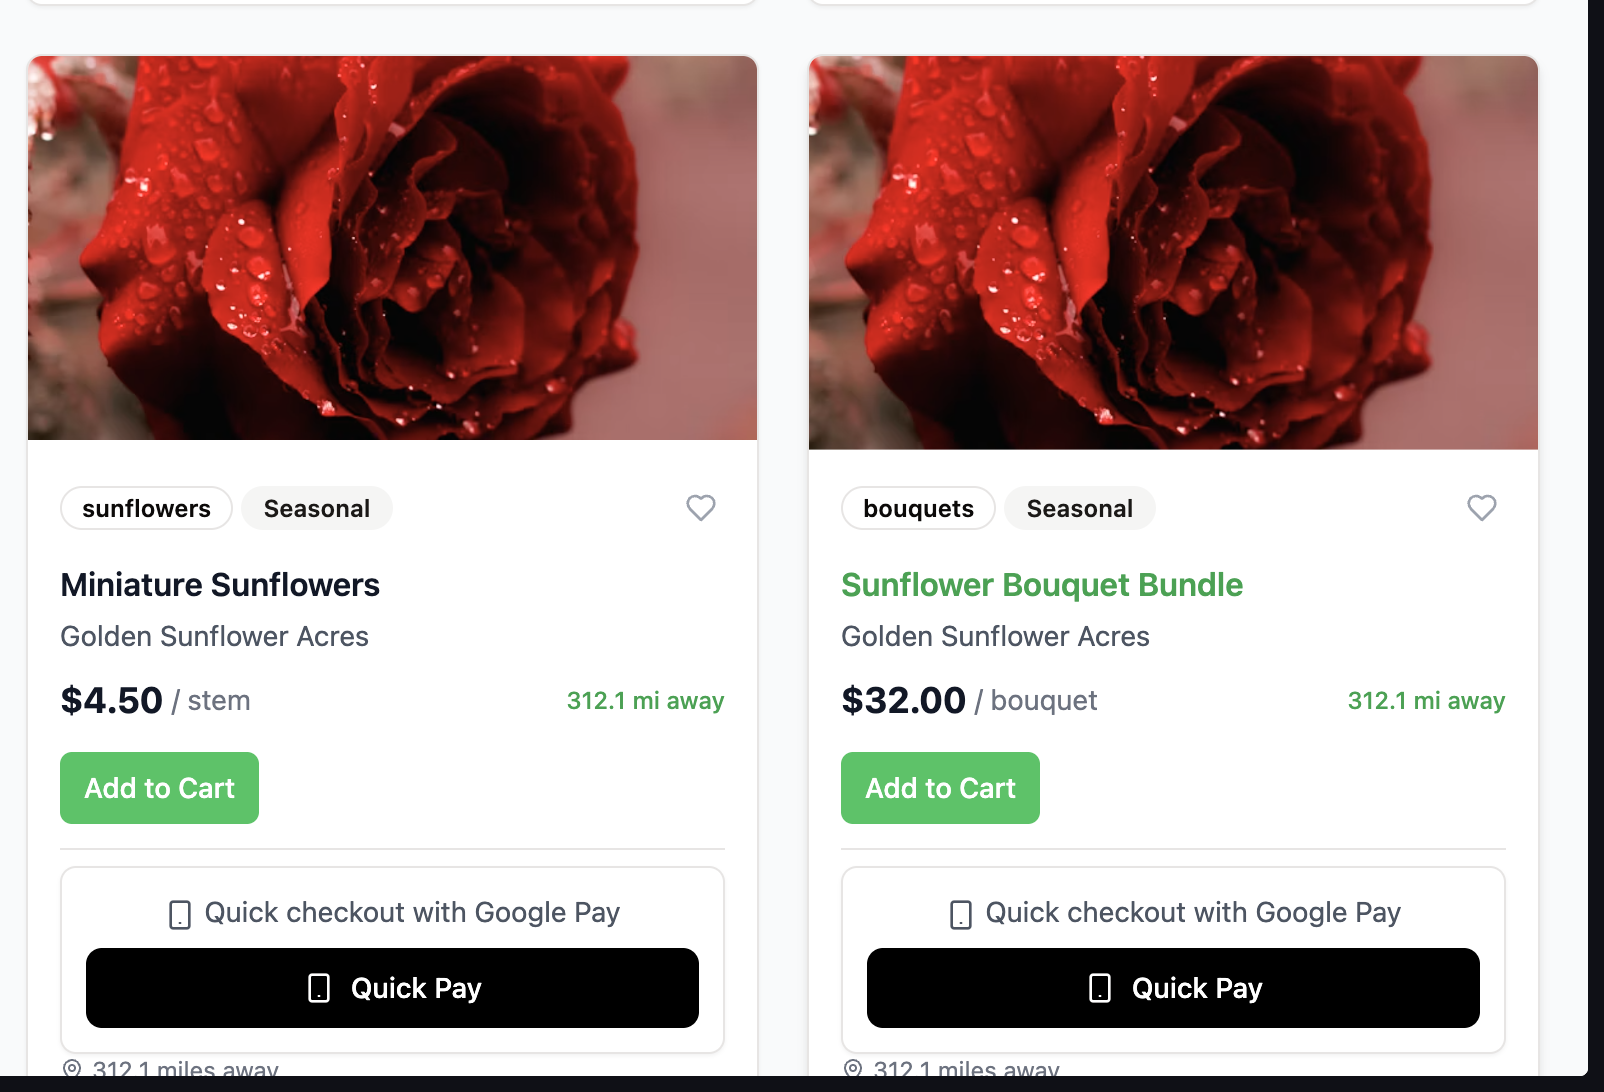 sunflowers Seasonal
Miniature Sunflowers
Golden Sunflower Acres
$4.50 / stem 312.1 mi away
Add to Cart
Quick checkout with Google Pay
Quick Pay
312.1 miles away
bouquets Seasonal
Sunflower Bouquet Bundle
Golden Sunflower Acres
$32.00 / bouquet 312.1 mi away
Add to Cart
Quick checkout with Google Pay
Quick Pay
312.1 miles away